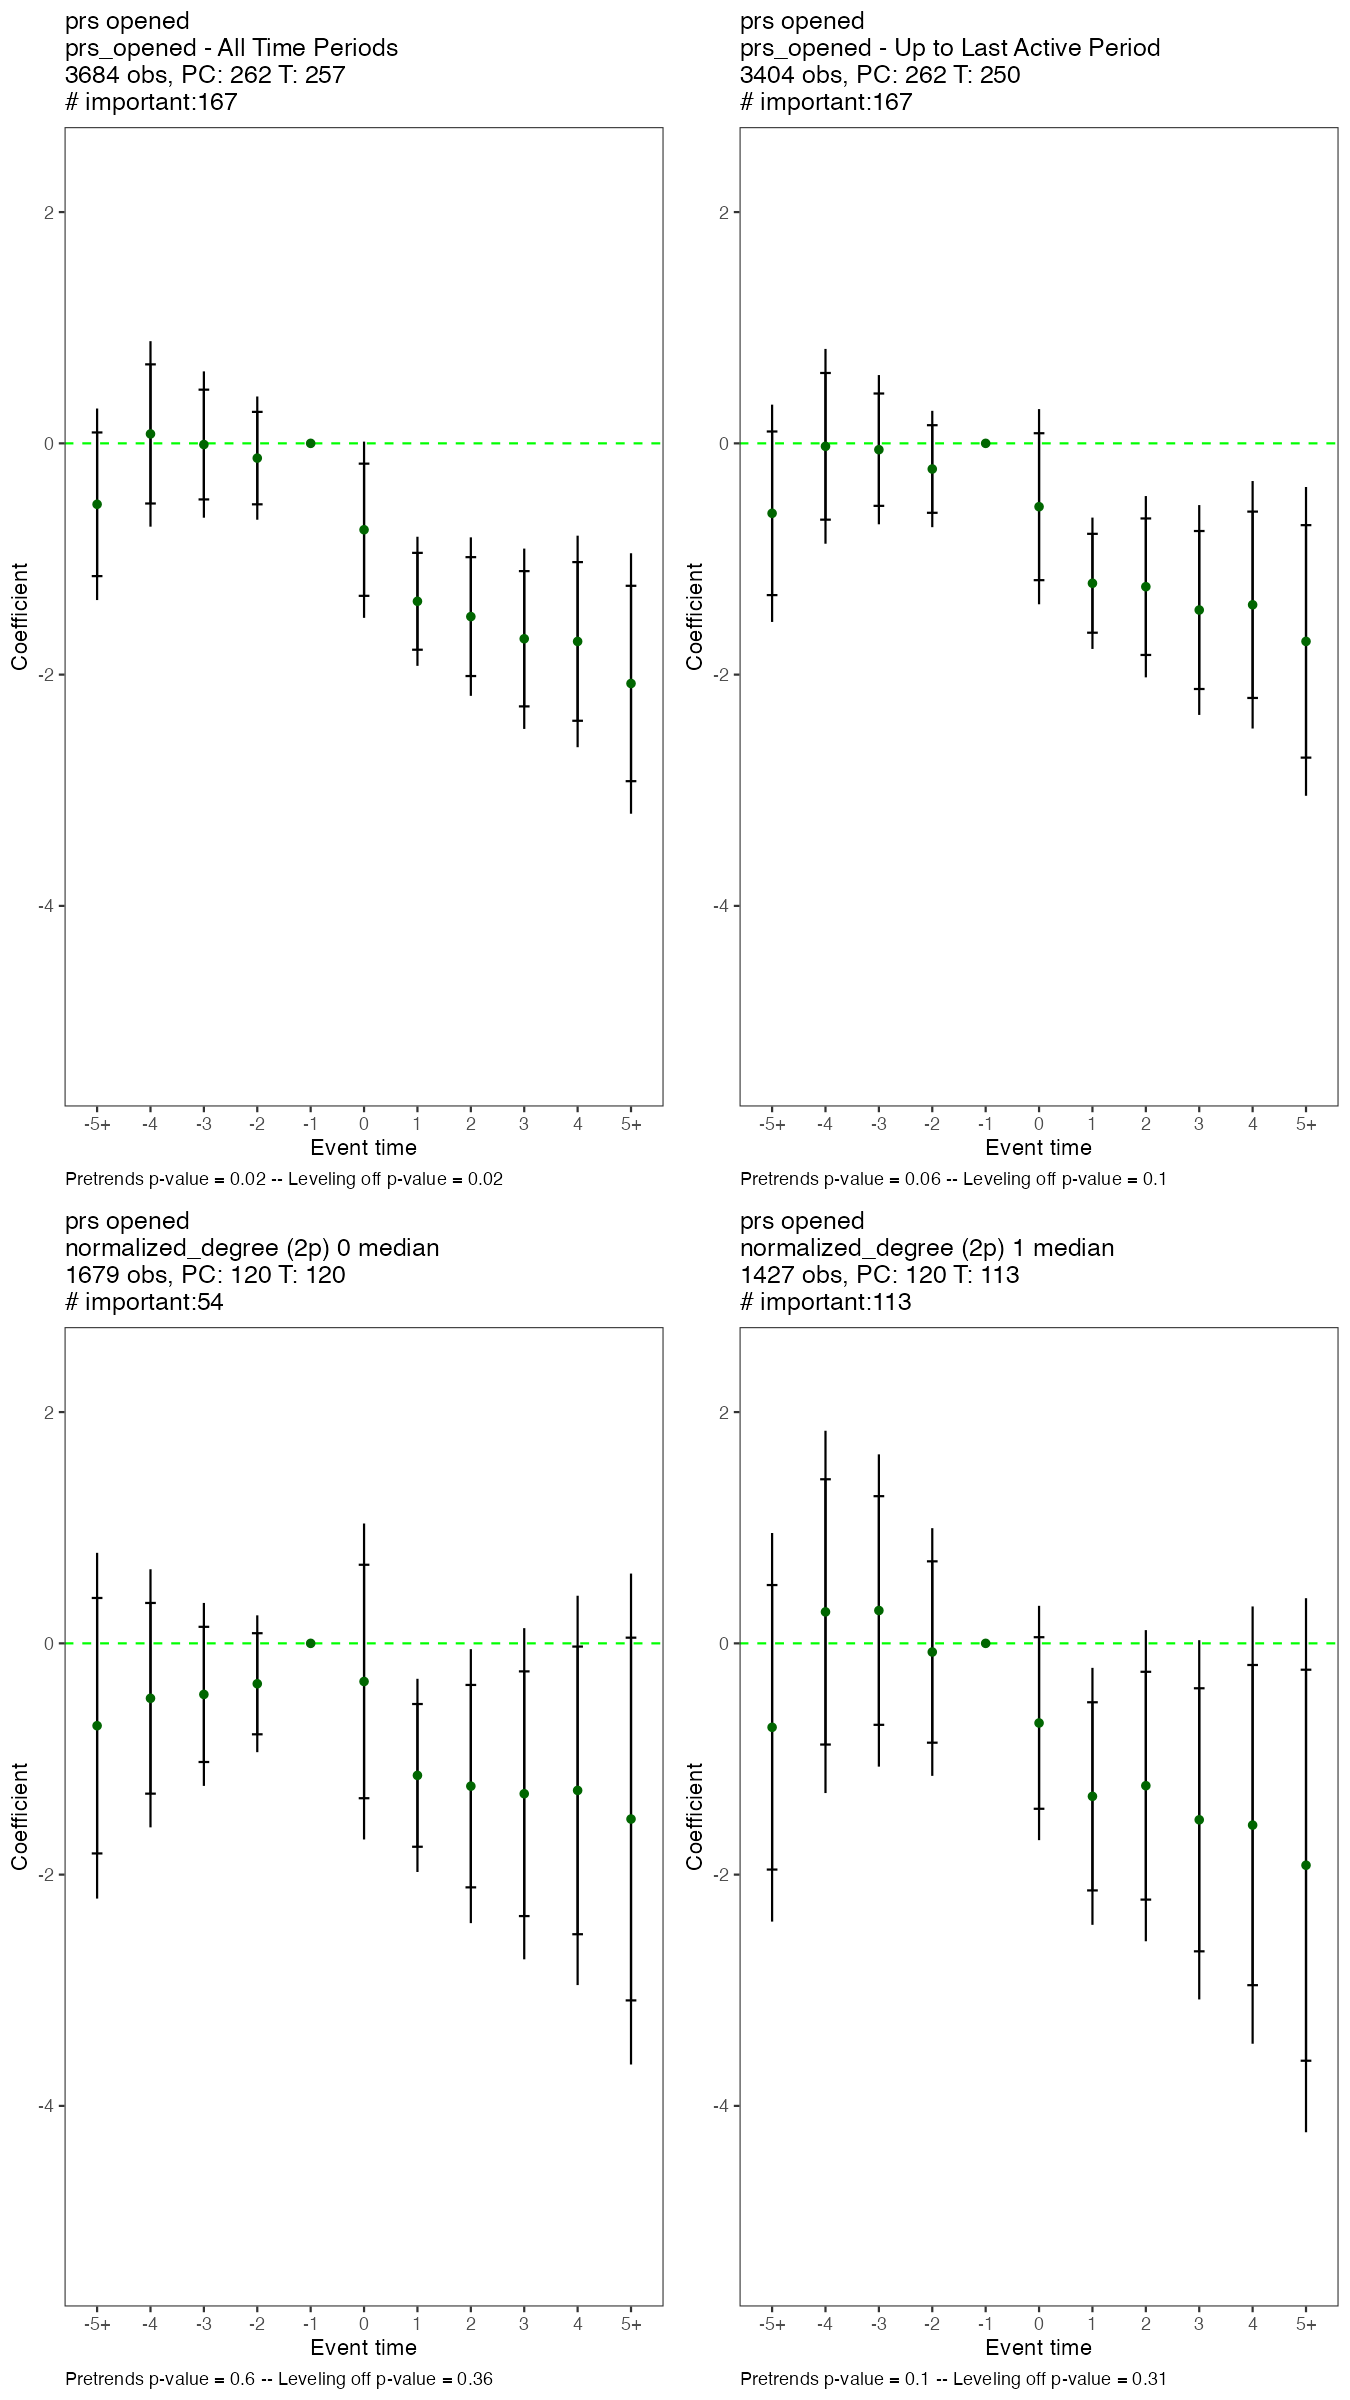 prs opened
prs_opened - All Time Periods
3684 obs, PC: 262 T: 257
# important:167
2
0
-2
-4
Coefficient
-5+ -4 -3 -2 -1 0 1 2 3 4 5+
Event time
Pretrends p-value = 0.02 -- Leveling off p-value = 0.02
prs opened
prs_opened - Up to Last Active Period
3404 obs, PC: 262 T: 250
# important:167
2
0
-2
-4
Coefficient
-5+ -4 -3 -2 -1 0 1 2 3 4 5+
Event time
Pretrends p-value = 0.06 -- Leveling off p-value = 0.1
prs opened
normalized_degree (2p) 0 median
1679 obs, PC: 120 T: 120
# important:54
2
0
-2
-4
Coefficient
-5+ -4 -3 -2 -1 0 1 2 3 4 5+
Event time
Pretrends p-value = 0.6 -- Leveling off p-value = 0.36
prs opened
normalized_degree (2p) 1 median
1427 obs, PC: 120 T: 113
# important:113
2
0
-2
-4
Coefficient
-5+ -4 -3 -2 -1 0 1 2 3 4 5+
Event time
Pretrends p-value = 0.1 -- Leveling off p-value = 0.31